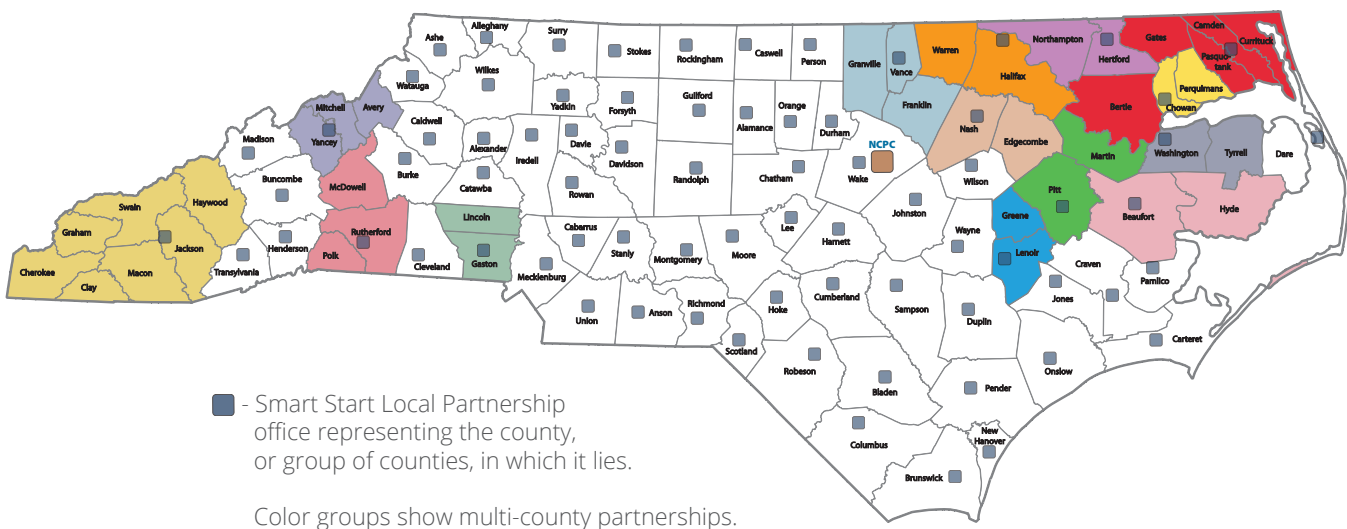 Alleghany
Surry
Ashe
Stokes
Rockingham
Caswell
Person
Granville
Vance
Warren
Northampton
Halifax
Hertford
Gates
Camden
Currituck
Pasquo-
tank
Perquimans
Chowan
Bertie
Watauga
Wilkes
Yadkin
Forsyth
Guilford
Alamance
Orange
Durham
Franklin
Nash
Edgecombe
Martin
Washington
Tyrrell
Dare
Mitchell
Avery
Yancey
Madison
Caldwell
Alexander
Iredell
Davie
Davidson
Randolph
Chatham
NCPC
Wake
Wilson
Pitt
Beaufort
Hyde
Buncombe
McDowell
Burke
Catawba
Rowan
Johnston
Greene
Swain
Haywood
Graham
Jackson
Cherokee
Macon
Clay
Transylvania
Henderson
Polk
Rutherford
Cleveland
Lincoln
Gaston
Mecklenburg
Cabarrus
Stanly
Montgomery
Moore
Lee
Harnett
Wayne
Lenoir
Craven
Pamlico
Jones
Carteret
Union
Anson
Richmond
Hoke
Cumberland
Sampson
Duplin
Scotland
Robeson
Bladen
Pender
Onslow
Columbus
New
Hanover
Brunswick
- Smart Start Local Partnership
office representing the county,
or group of counties, in which it lies.
Color groups show multi-county partnerships.